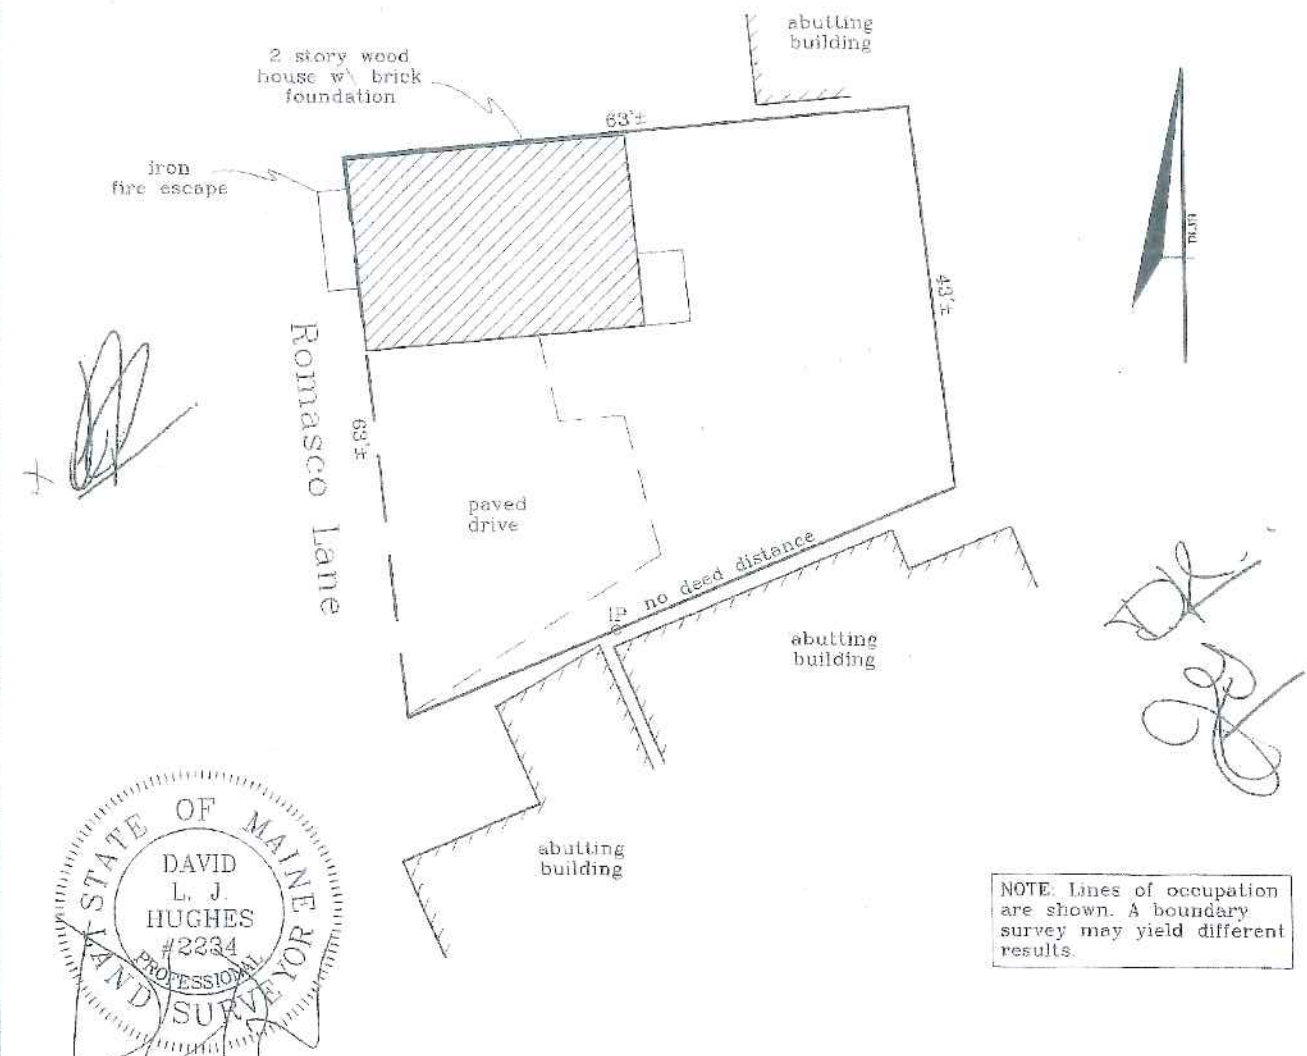 abutting
building
2 story wood
house w\ brick
foundation
63'±
iron
fire escape
43'±
Romasco Lane
63'±
paved
drive
IP no deed distance
abutting
building
abutting
building
STATE OF MAINE
DAVID
L. J.
HUGHES
#2234
PROFESSIONAL
LAND SURVEYOR
NOTE: Lines of occupation
are shown. A boundary
survey may yield different
results.